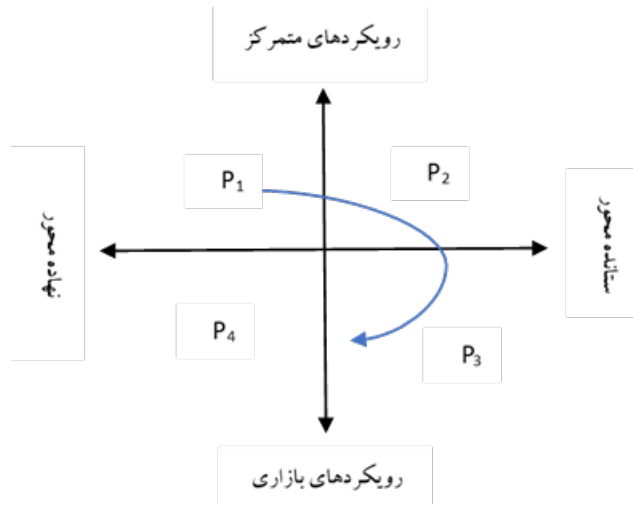 رویکردهای متمرکز
P₁
P₂
ستانده محور
نهاده محور
P₄
P₃
رویکردهای بازاری